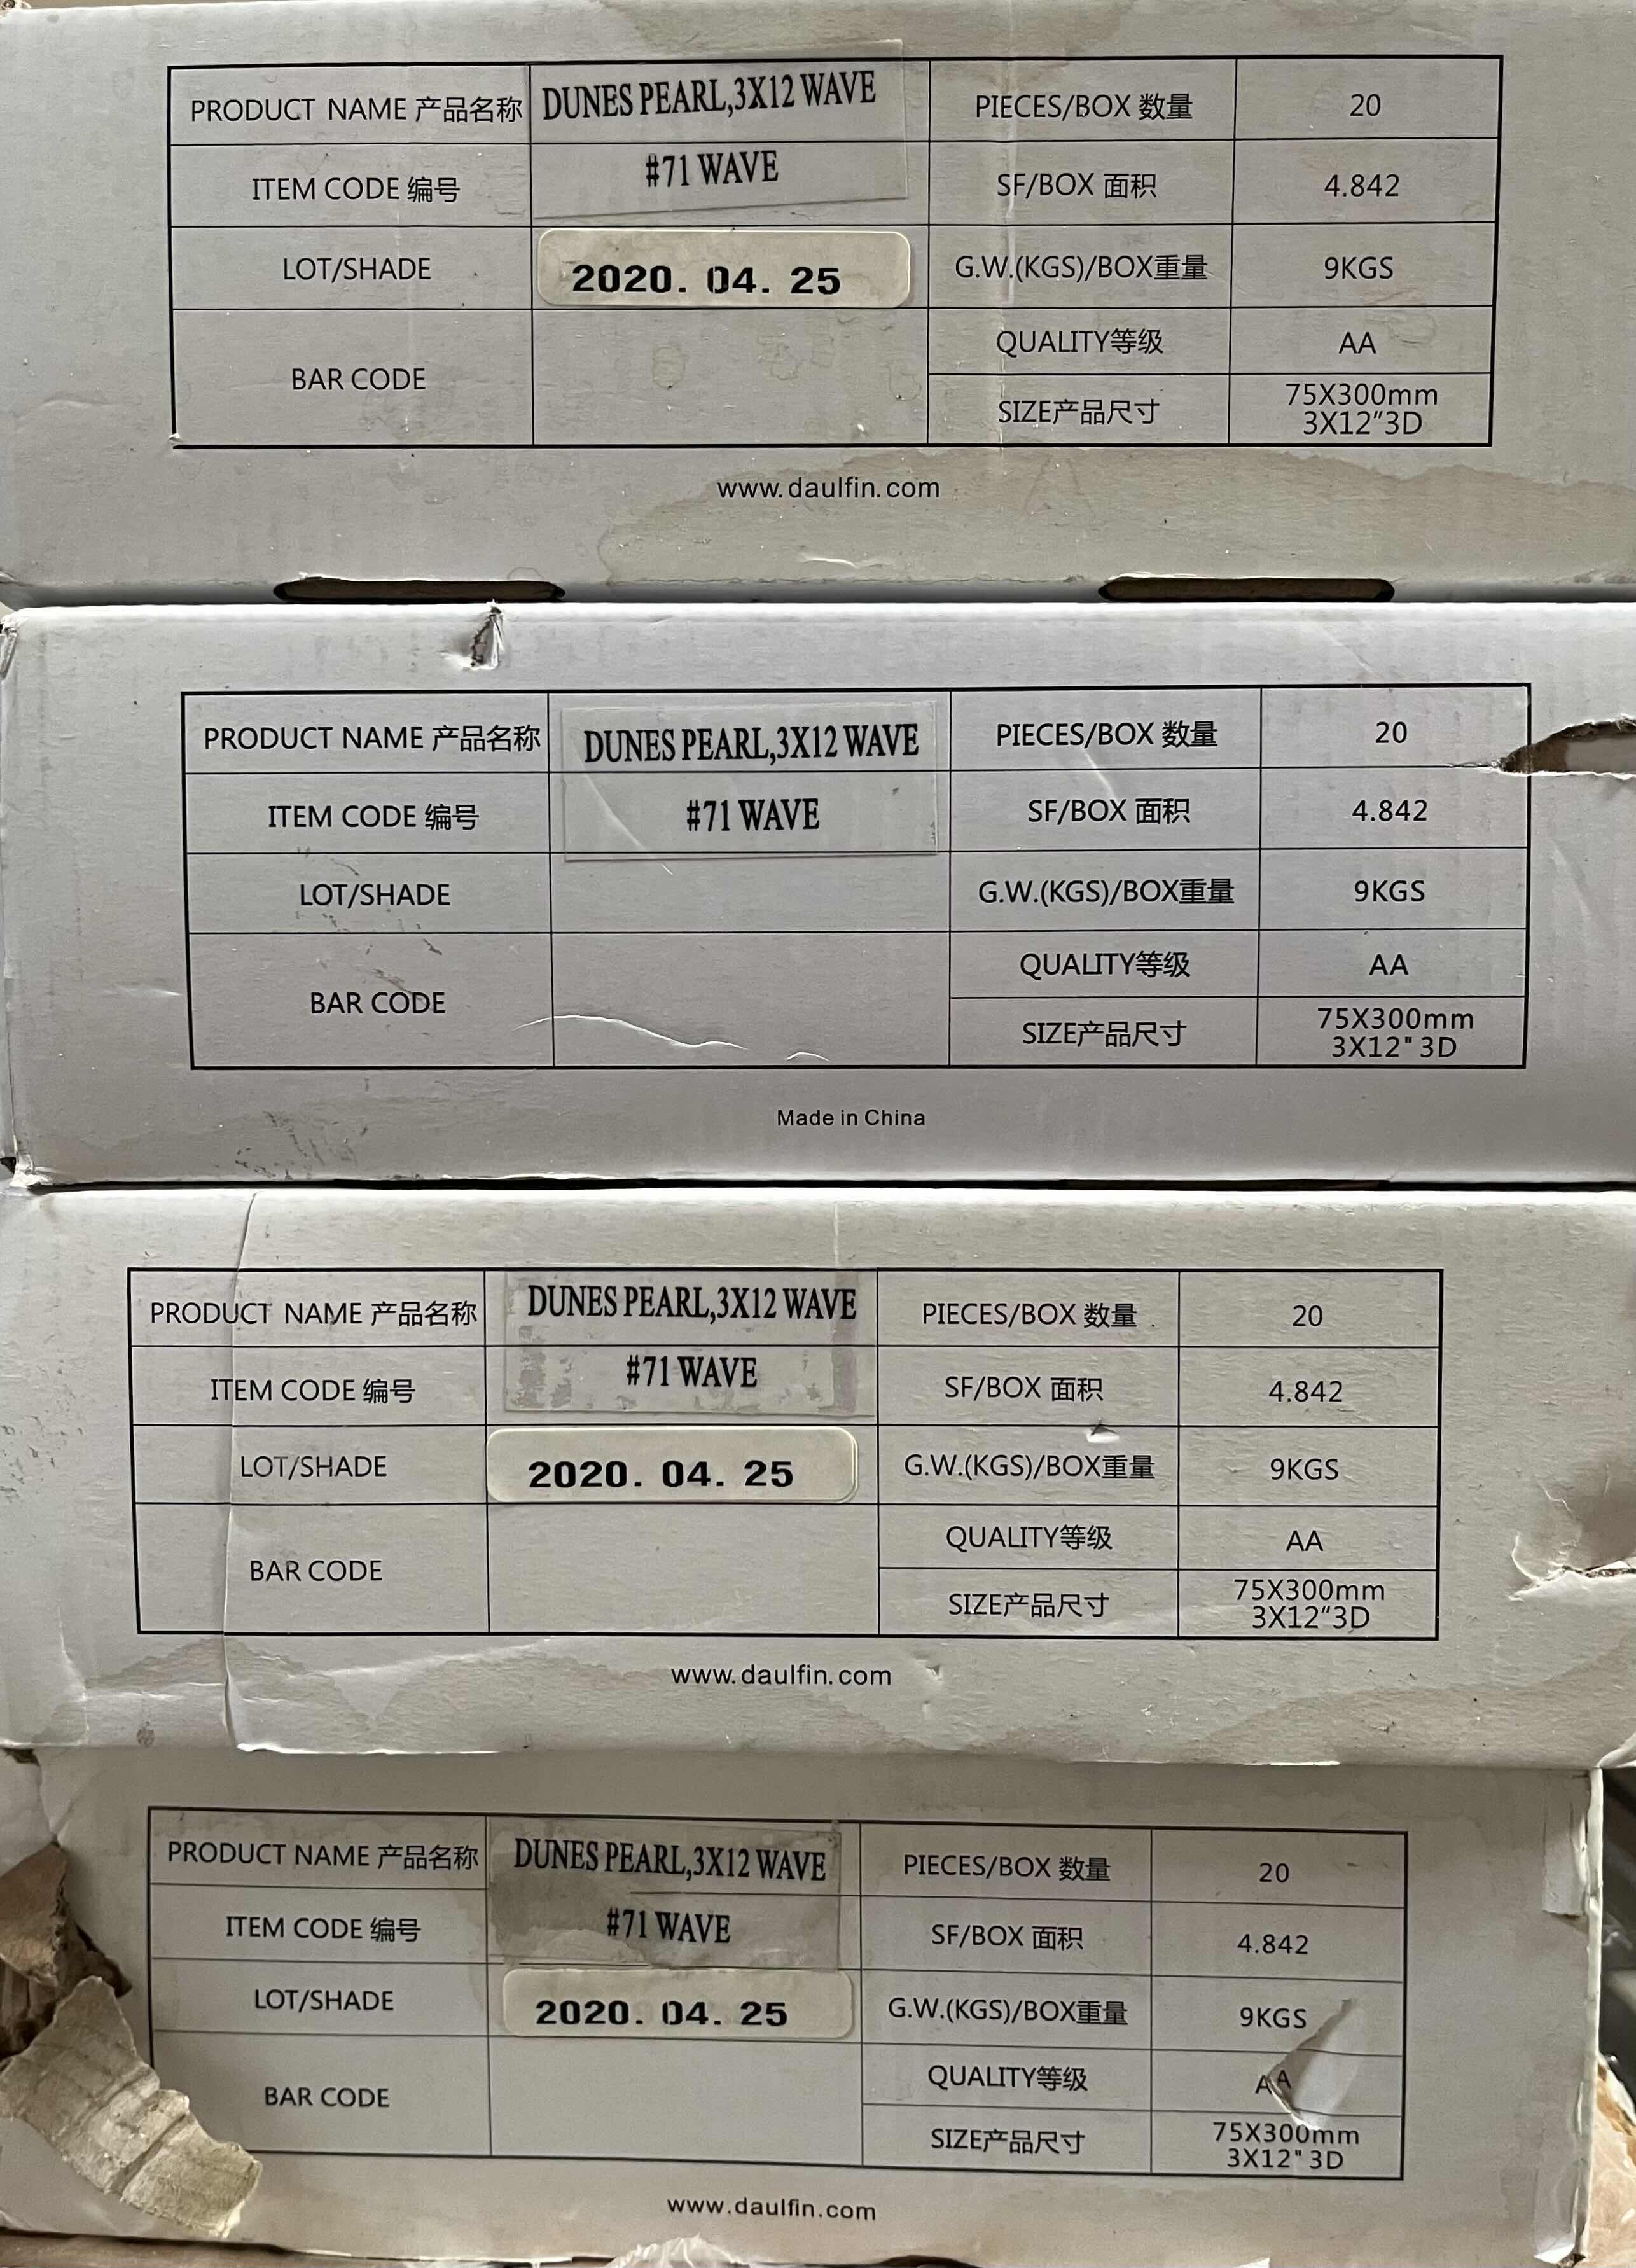 PRODUCT NAME 产品名称 DUNES PEARL,3X12 WAVE PIECES/BOX 数量 20
ITEM CODE 编号 #71 WAVE SF/BOX 面积 4.842
LOT/SHADE 2020. 04. 25 G.W.(KGS)/BOX重量 9KGS
BAR CODE QUALITY等级 AA
SIZE产品尺寸 75X300mm
3X12"3D
www.daulfin.com
PRODUCT NAME 产品名称 DUNES PEARL,3X12 WAVE PIECES/BOX 数量 20
ITEM CODE 编号 #71 WAVE SF/BOX 面积 4.842
LOT/SHADE G.W.(KGS)/BOX重量 9KGS
BAR CODE QUALITY等级 AA
SIZE产品尺寸 75X300mm
3X12" 3D
Made in China
PRODUCT NAME 产品名称 DUNES PEARL,3X12 WAVE PIECES/BOX 数量 20
ITEM CODE 编号 #71 WAVE SF/BOX 面积 4.842
LOT/SHADE 2020. 04. 25 G.W.(KGS)/BOX重量 9KGS
BAR CODE QUALITY等级 AA
SIZE产品尺寸 75X300mm
3X12"3D
www.daulfin.com
PRODUCT NAME 产品名称 DUNES PEARL,3X12 WAVE PIECES/BOX 数量 20
ITEM CODE 编号 #71 WAVE SF/BOX 面积 4.842
LOT/SHADE 2020. 04. 25 G.W.(KGS)/BOX重量 9KGS
BAR CODE QUALITY等级 AA
SIZE产品尺寸 75X300mm
3X12" 3D
www.daulfin.com